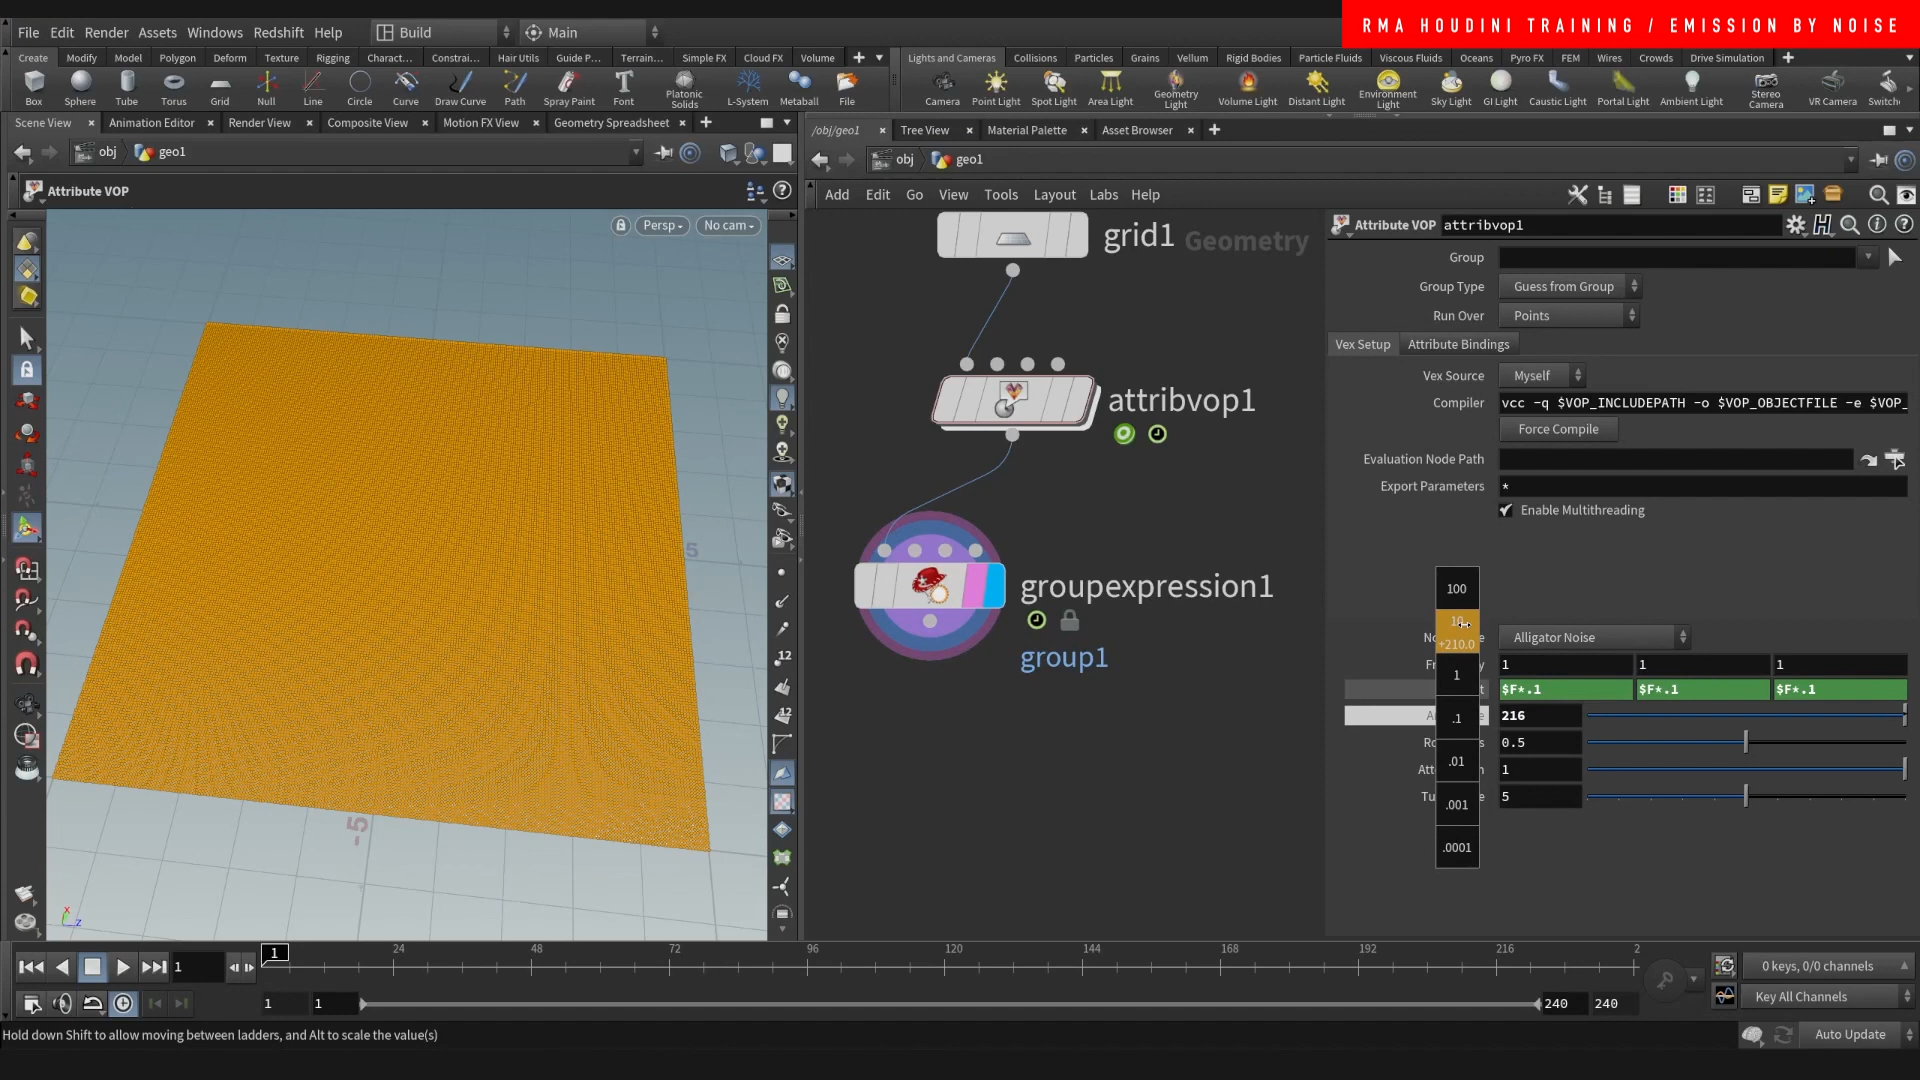 RMA HOUDINI TRAINING / EMISSION BY NOISE
File Edit Render Assets Windows Redshift Help Build Main
Create Modify Model Polygon Deform Texture Rigging Charact... Constrai... Hair Utils Guide P... Terrain... Simple FX Cloud FX Volume
Lights and Cameras Collisions Particles Grains Vellum Rigid Bodies Particle Fluids Viscous Fluids Oceans Pyro FX FEM Wires Crowds Drive Simulation
Box Sphere Tube Torus Grid Null Line Circle Curve Draw Curve Path Spray Paint Font Platonic Solids L-System Metaball File
Camera Point Light Spot Light Area Light Geometry Light Volume Light Distant Light Environment Light Sky Light GI Light Caustic Light Portal Light Ambient Light Stereo Camera VR Camera Switch
Scene View Animation Editor Render View Composite View Motion FX View Geometry Spreadsheet
/obj/geo1 Tree View Material Palette Asset Browser
obj geo1
obj geo1
Attribute VOP
Add Edit Go View Tools Layout Labs Help
Persp No cam
5
-5
x
z
12
12
grid1 Geometry
attribvop1
groupexpression1
group1
Attribute VOP attribvop1
Group
Group Type Guess from Group
Run Over Points
Vex Setup Attribute Bindings
Vex Source Myself
Compiler vcc -q $VOP_INCLUDEPATH -o $VOP_OBJECTFILE -e $VOP_
Force Compile
Evaluation Node Path
Export Parameters *
Enable Multithreading
100
+210.0
1
.1
.01
.001
.0001
Alligator Noise
1 1 1
$F*.1 $F*.1 $F*.1
216
0.5
1
5
1 24 48 72 96 120 144 168 192 216 2
1
1 1 240 240
0 keys, 0/0 channels
Key All Channels
Hold down Shift to allow moving between ladders, and Alt to scale the value(s)
Auto Update